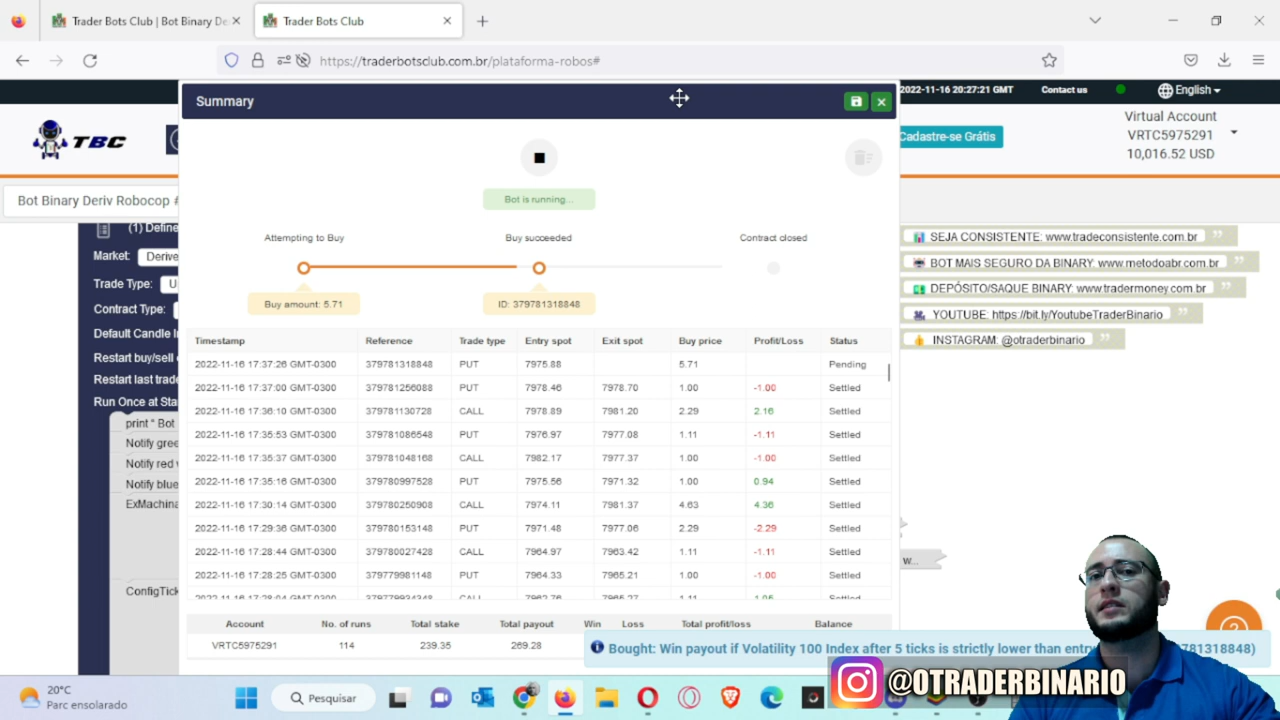 Trader Bots Club | Bot Binary De
Trader Bots Club
https://traderbotsclub.com.br/plataforma-robos#
2022-11-16 20:27:21 GMT
Contact us
English
TBC
Summary
Cadastre-se Grátis
Virtual Account
VRTC5975291
10,016.52 USD
Bot Binary Deriv Robocop #
Bot is running...
(1) Define
Market:
Derive
Trade Type:
U
Contract Type:
Default Candle In
Restart buy/sell
Restart last trade
Run Once at Sta
print " Bot
Notify gree
Notify red
Notify blue
ExMachina
ConfigTick
Attempting to Buy
Buy succeeded
Contract closed
Buy amount: 5.71
ID: 379781318848
Timestamp Reference Trade type Entry spot Exit spot Buy price Profit/Loss Status
2022-11-16 17:37:26 GMT-0300 379781318848 PUT 7975.88 5.71 Pending
2022-11-16 17:37:00 GMT-0300 379781256088 PUT 7978.46 7978.70 1.00 -1.00 Settled
2022-11-16 17:36:10 GMT-0300 379781130728 CALL 7978.89 7981.20 2.29 2.16 Settled
2022-11-16 17:35:53 GMT-0300 379781086548 PUT 7976.97 7977.08 1.11 -1.11 Settled
2022-11-16 17:35:37 GMT-0300 379781048168 CALL 7982.17 7977.37 1.00 -1.00 Settled
2022-11-16 17:35:16 GMT-0300 379780997528 PUT 7975.56 7971.32 1.00 0.94 Settled
2022-11-16 17:30:14 GMT-0300 379780250908 CALL 7974.11 7981.37 4.63 4.36 Settled
2022-11-16 17:29:36 GMT-0300 379780153148 PUT 7971.48 7977.06 2.29 -2.29 Settled
2022-11-16 17:28:44 GMT-0300 379780027428 CALL 7964.97 7963.42 1.11 -1.11 Settled
2022-11-16 17:28:25 GMT-0300 379779981148 PUT 7964.33 7965.21 1.00 -1.00 Settled
Account No. of runs Total stake Total payout Win Loss Total profit/loss Balance
VRTC5975291 114 239.35 269.28
SEJA CONSISTENTE: www.tradeconsistente.com.br
BOT MAIS SEGURO DA BINARY: www.metodoabr.com.br
DEPÓSITO/SAQUE BINARY: www.tradermoney.com.br
YOUTUBE: https://bit.ly/YoutubeTraderBinario
INSTAGRAM: @otraderbinario
w...
Bought: Win payout if Volatility 100 Index after 5 ticks is strictly lower than entry 781318848)
@OTRADERBINARIO
20°C
Parc ensolarado
Pesquisar